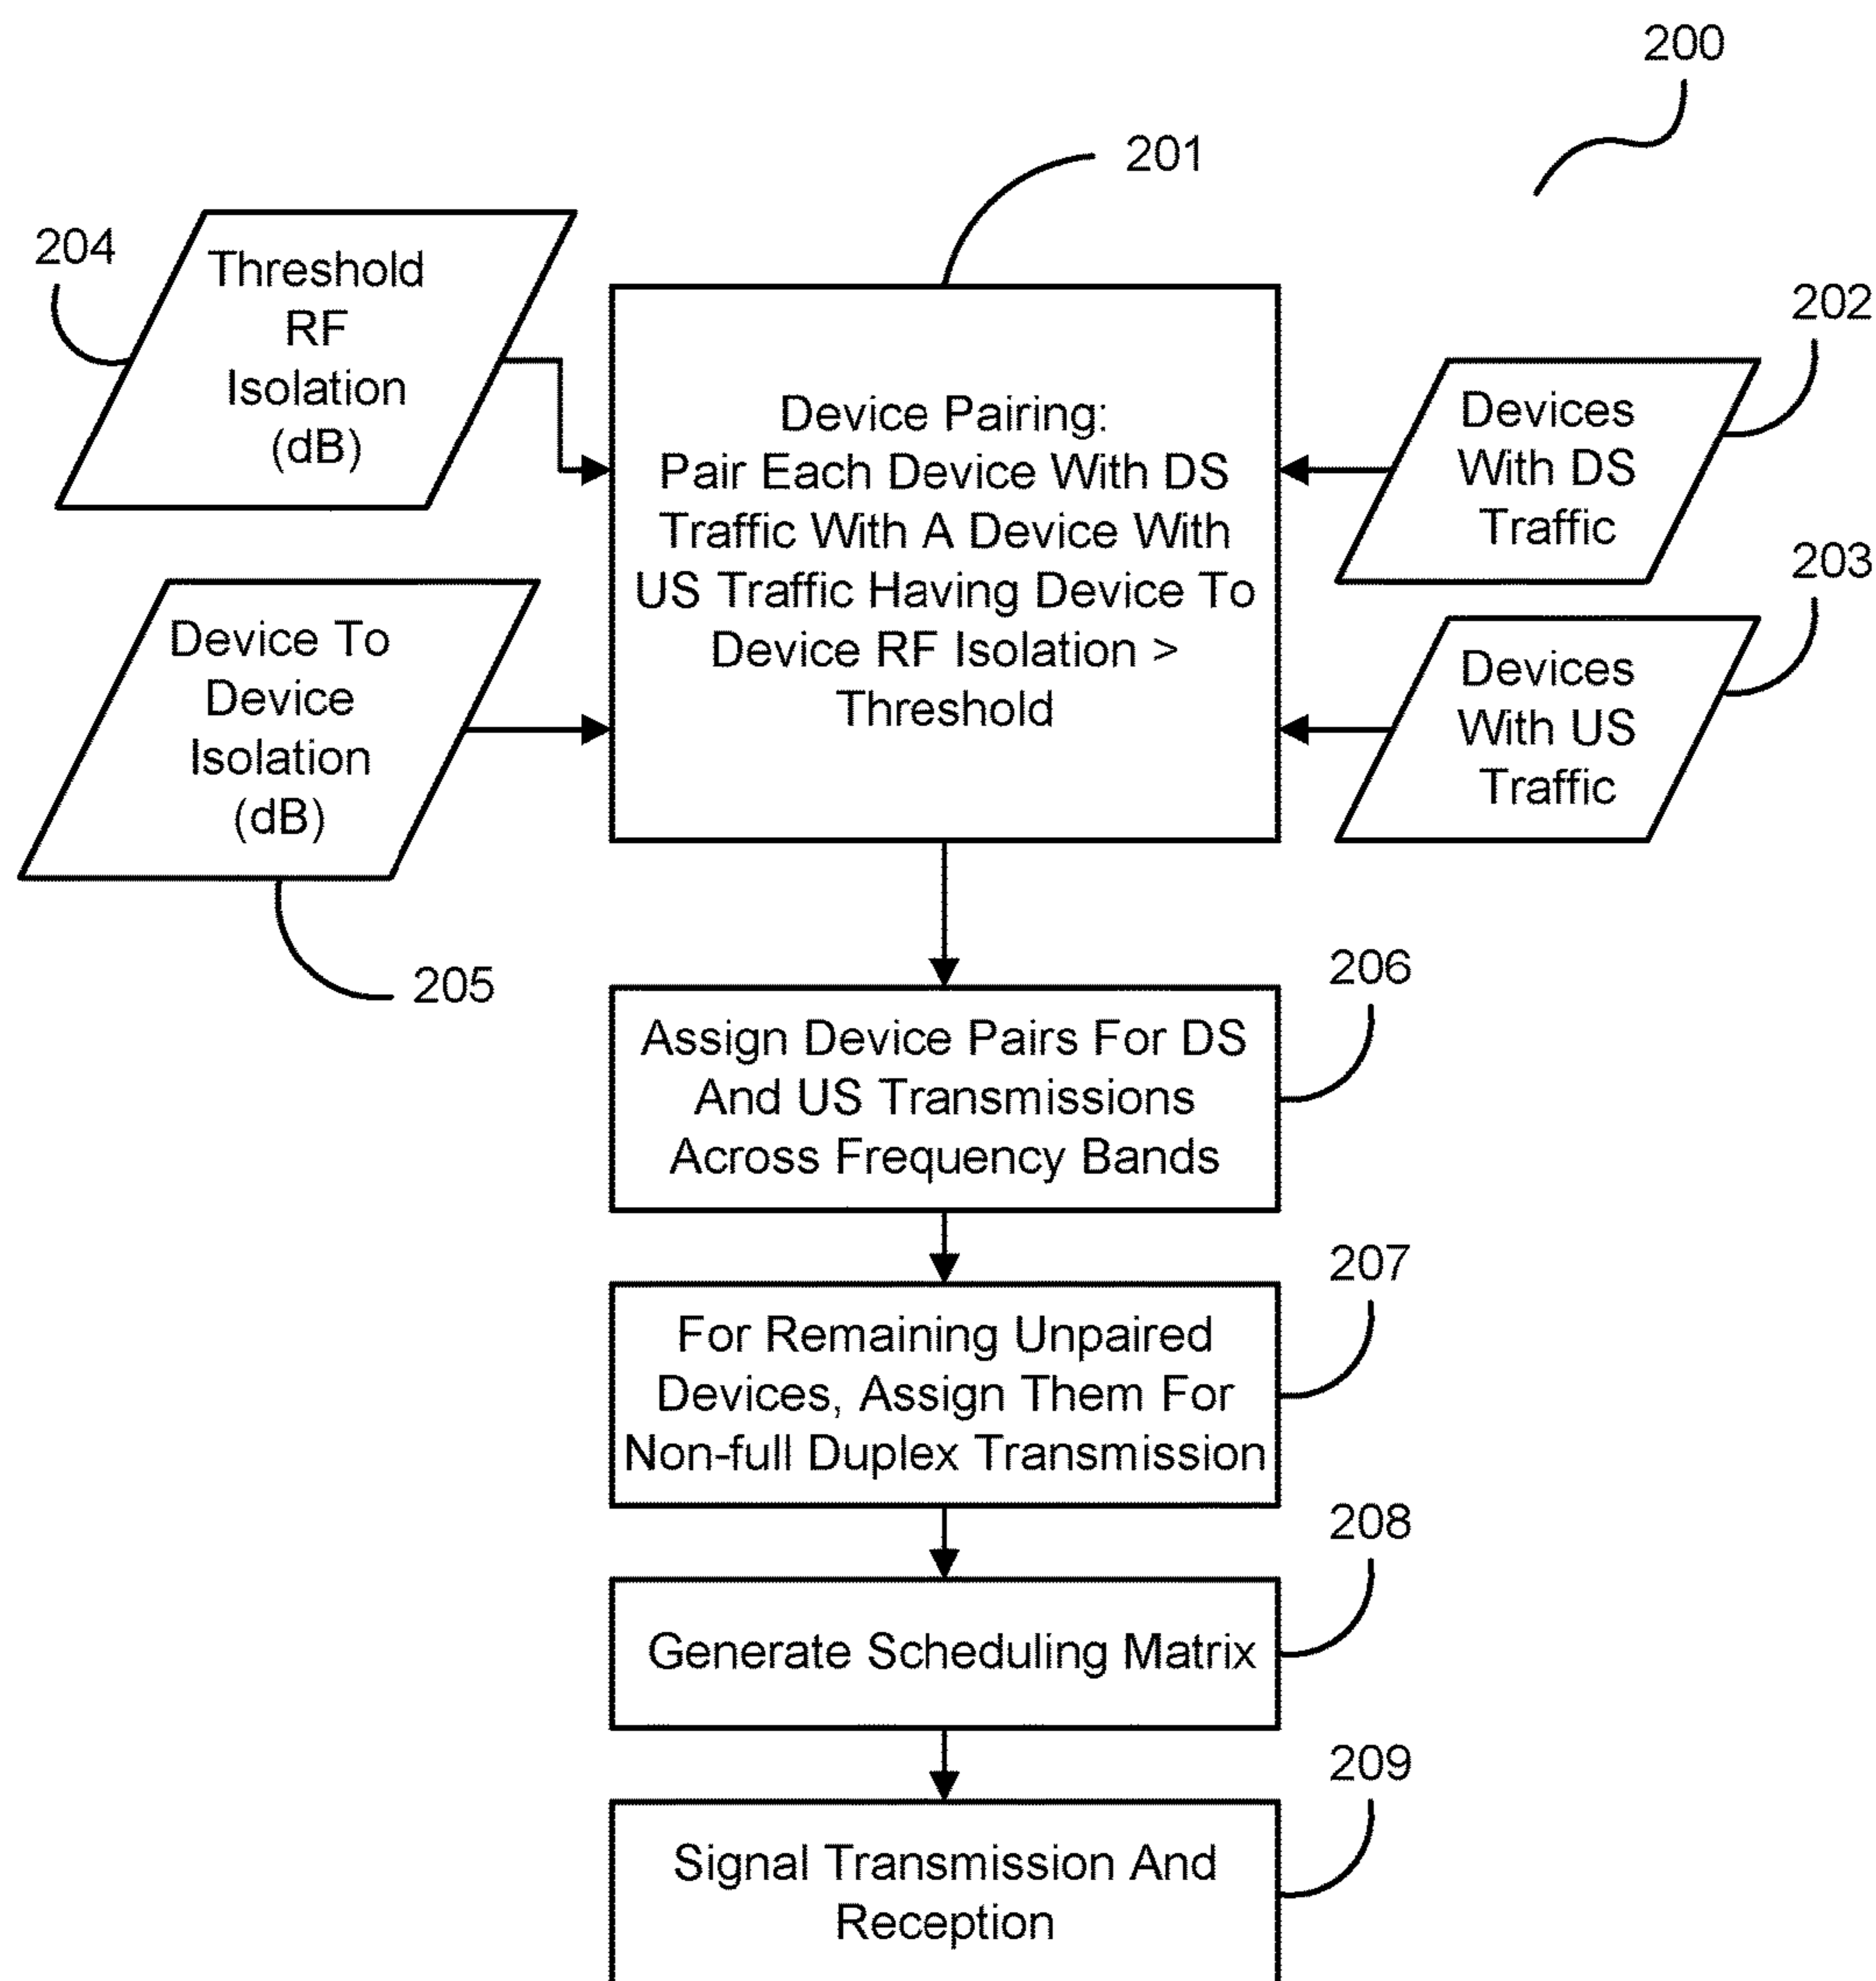 200
201
204
Threshold
RF
Isolation
(dB)
202
Devices
With DS
Traffic
Device Pairing:
Pair Each Device With DS
Traffic With A Device With
US Traffic Having Device To
Device RF Isolation >
Threshold
203
Device To
Device
Isolation
(dB)
Devices
With US
Traffic
205
206
Assign Device Pairs For DS
And US Transmissions
Across Frequency Bands
207
For Remaining Unpaired
Devices, Assign Them For
Non-full Duplex Transmission
208
Generate Scheduling Matrix
209
Signal Transmission And
Reception